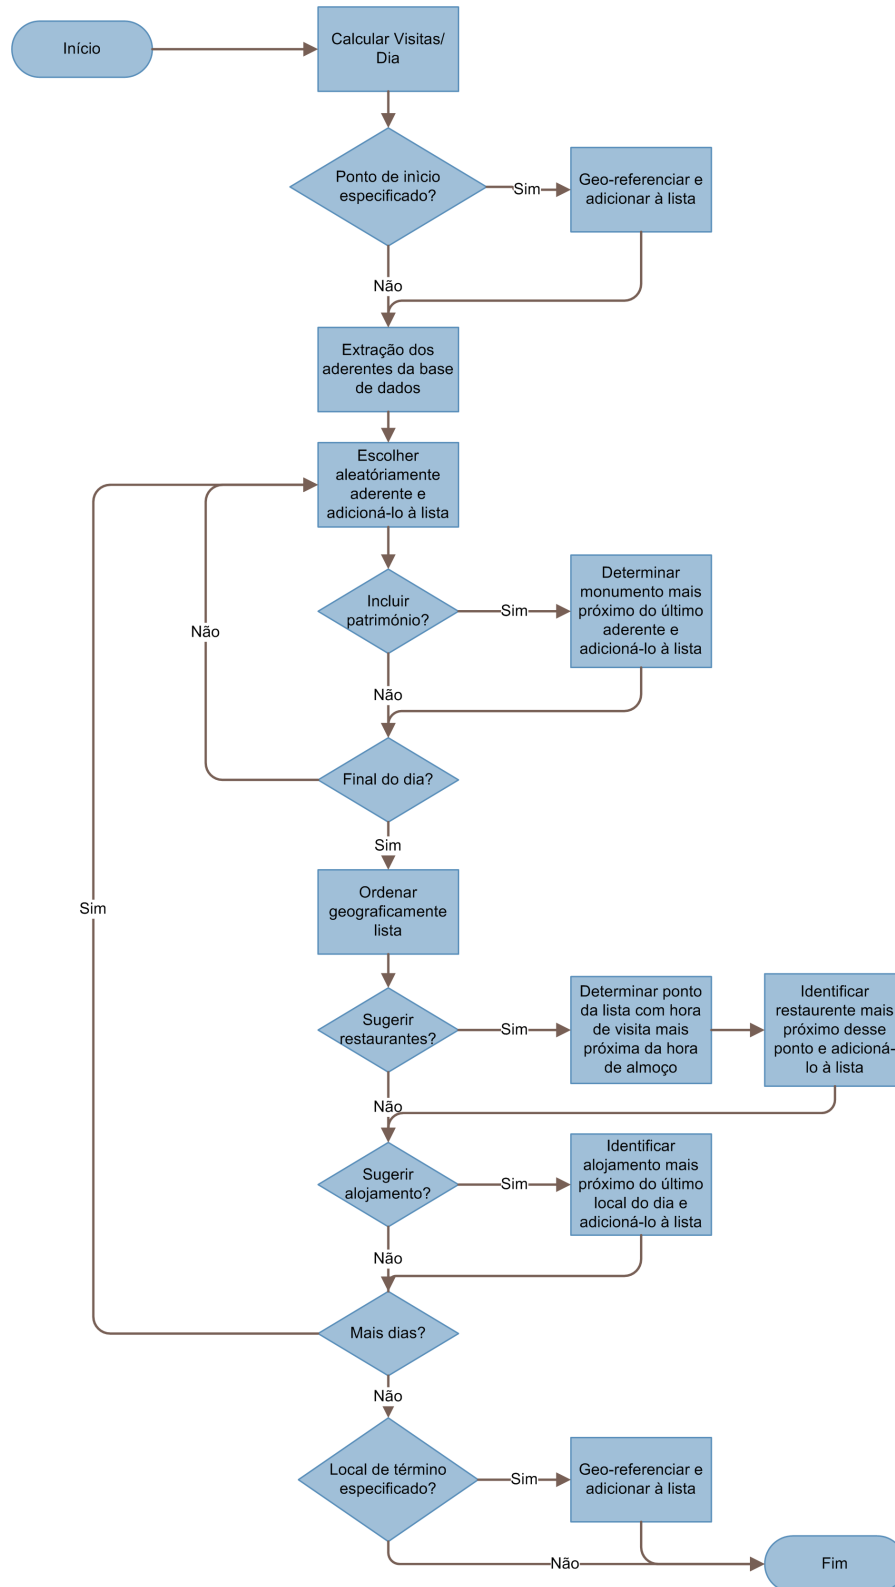 Início
Calcular Visitas/
Dia
Ponto de inìcio
especificado?
Sim
Geo-referenciar e
adicionar à lista
Não
Extração dos
aderentes da base
de dados
Escolher
aleatóriamente
aderente e
adicioná-lo à lista
Incluir
património?
Sim
Determinar
monumento mais
próximo do último
aderente e
adicioná-lo à lista
Não
Não
Final do dia?
Sim
Sim
Ordenar
geograficamente
lista
Sugerir
restaurantes?
Sim
Determinar ponto
da lista com hora
de visita mais
próxima da hora
de almoço
Identificar
restaurente mais
próximo desse
ponto e adicioná-
lo à lista
Não
Sugerir
alojamento?
Sim
Identificar
alojamento mais
próximo do último
local do dia e
adicioná-lo à lista
Não
Mais dias?
Não
Local de término
especificado?
Sim
Geo-referenciar e
adicionar à lista
Não
Fim